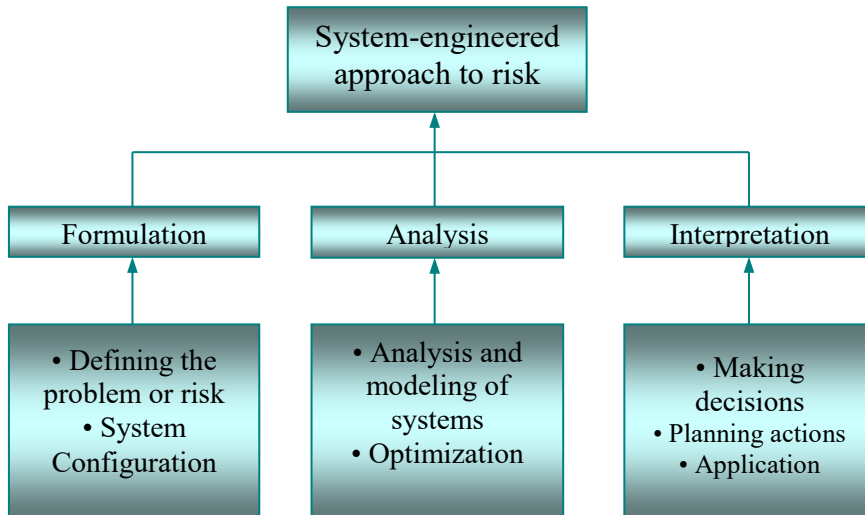 System-engineered
approach to risk
Formulation
Analysis
Interpretation
• Defining the
problem or risk
• System
Configuration
• Analysis and
modeling of
systems
• Optimization
• Making
decisions
• Planning actions
• Application